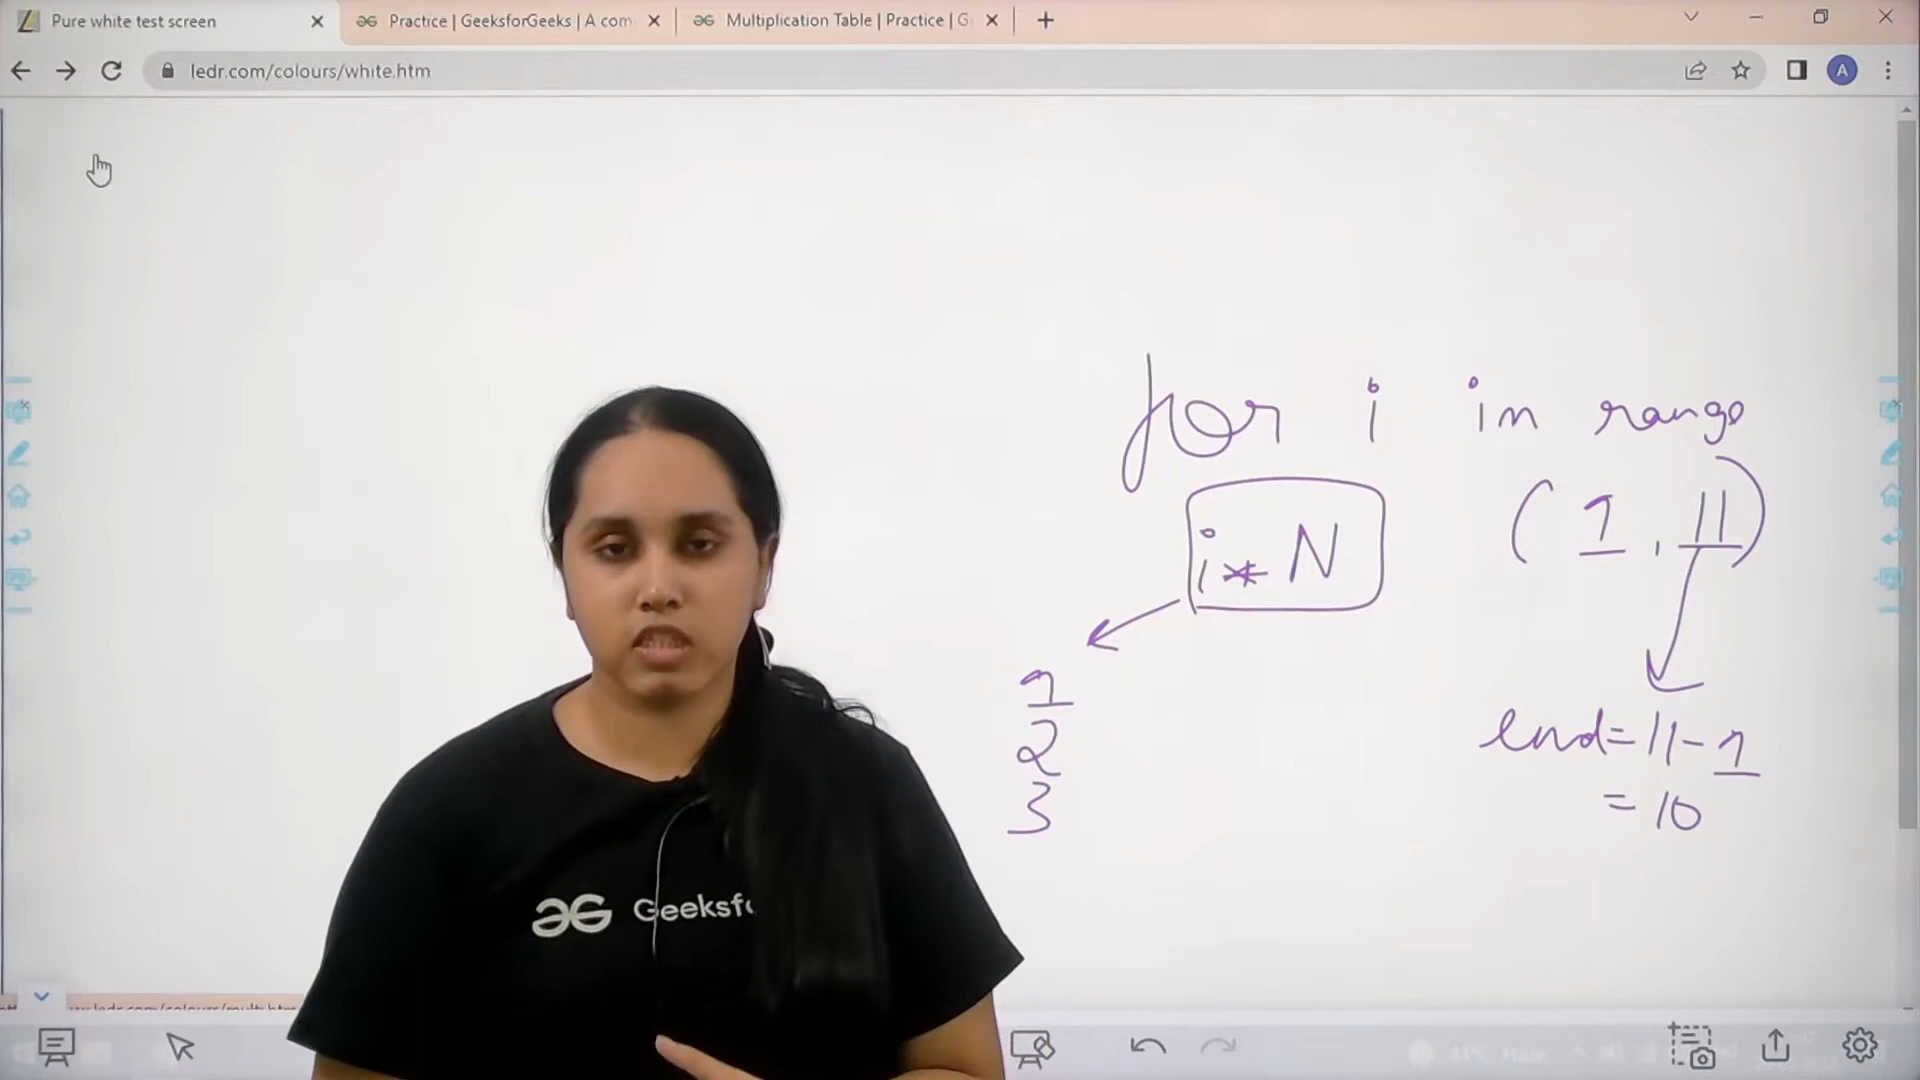 Pure white test screen
Practice | GeeksforGeeks | A com
Multiplication Table | Practice | G
ledr.com/colours/white.htm
A
for i in range
(1, 11)
i * N
1
2
3
end = 11 - 1
= 10
GeeksfG